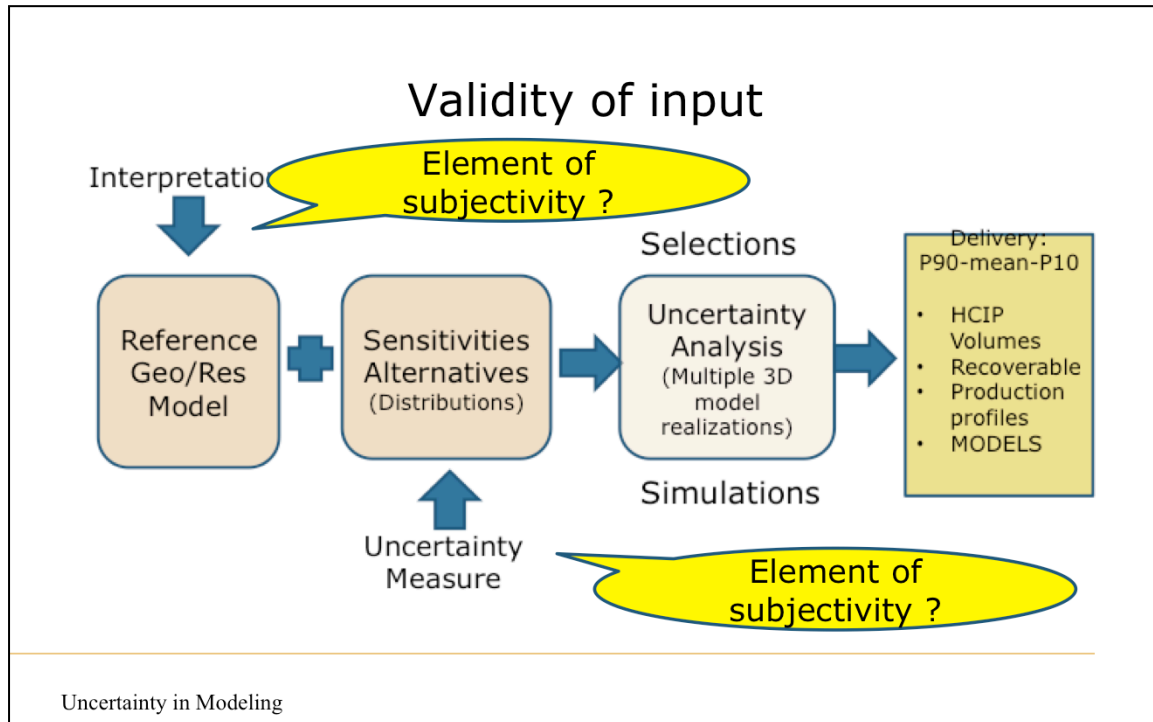 Validity of input
Interpretatio
Element of
subjectivity ?
Reference
Geo/Res
Model
Sensitivities
Alternatives
(Distributions)
Uncertainty
Measure
Selections
Uncertainty
Analysis
(Multiple 3D
model
realizations)
Simulations
Element of
subjectivity ?
Delivery:
P90-mean-P10
• HCIP
Volumes
• Recoverable
• Production
profiles
• MODELS
Uncertainty in Modeling